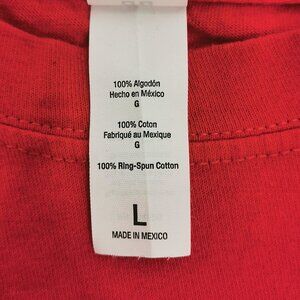 100% Algodón
Hecho en México
G
100% Coton
Fabriqué au Mexique
G
100% Ring-Spun Cotton
L
MADE IN MEXICO